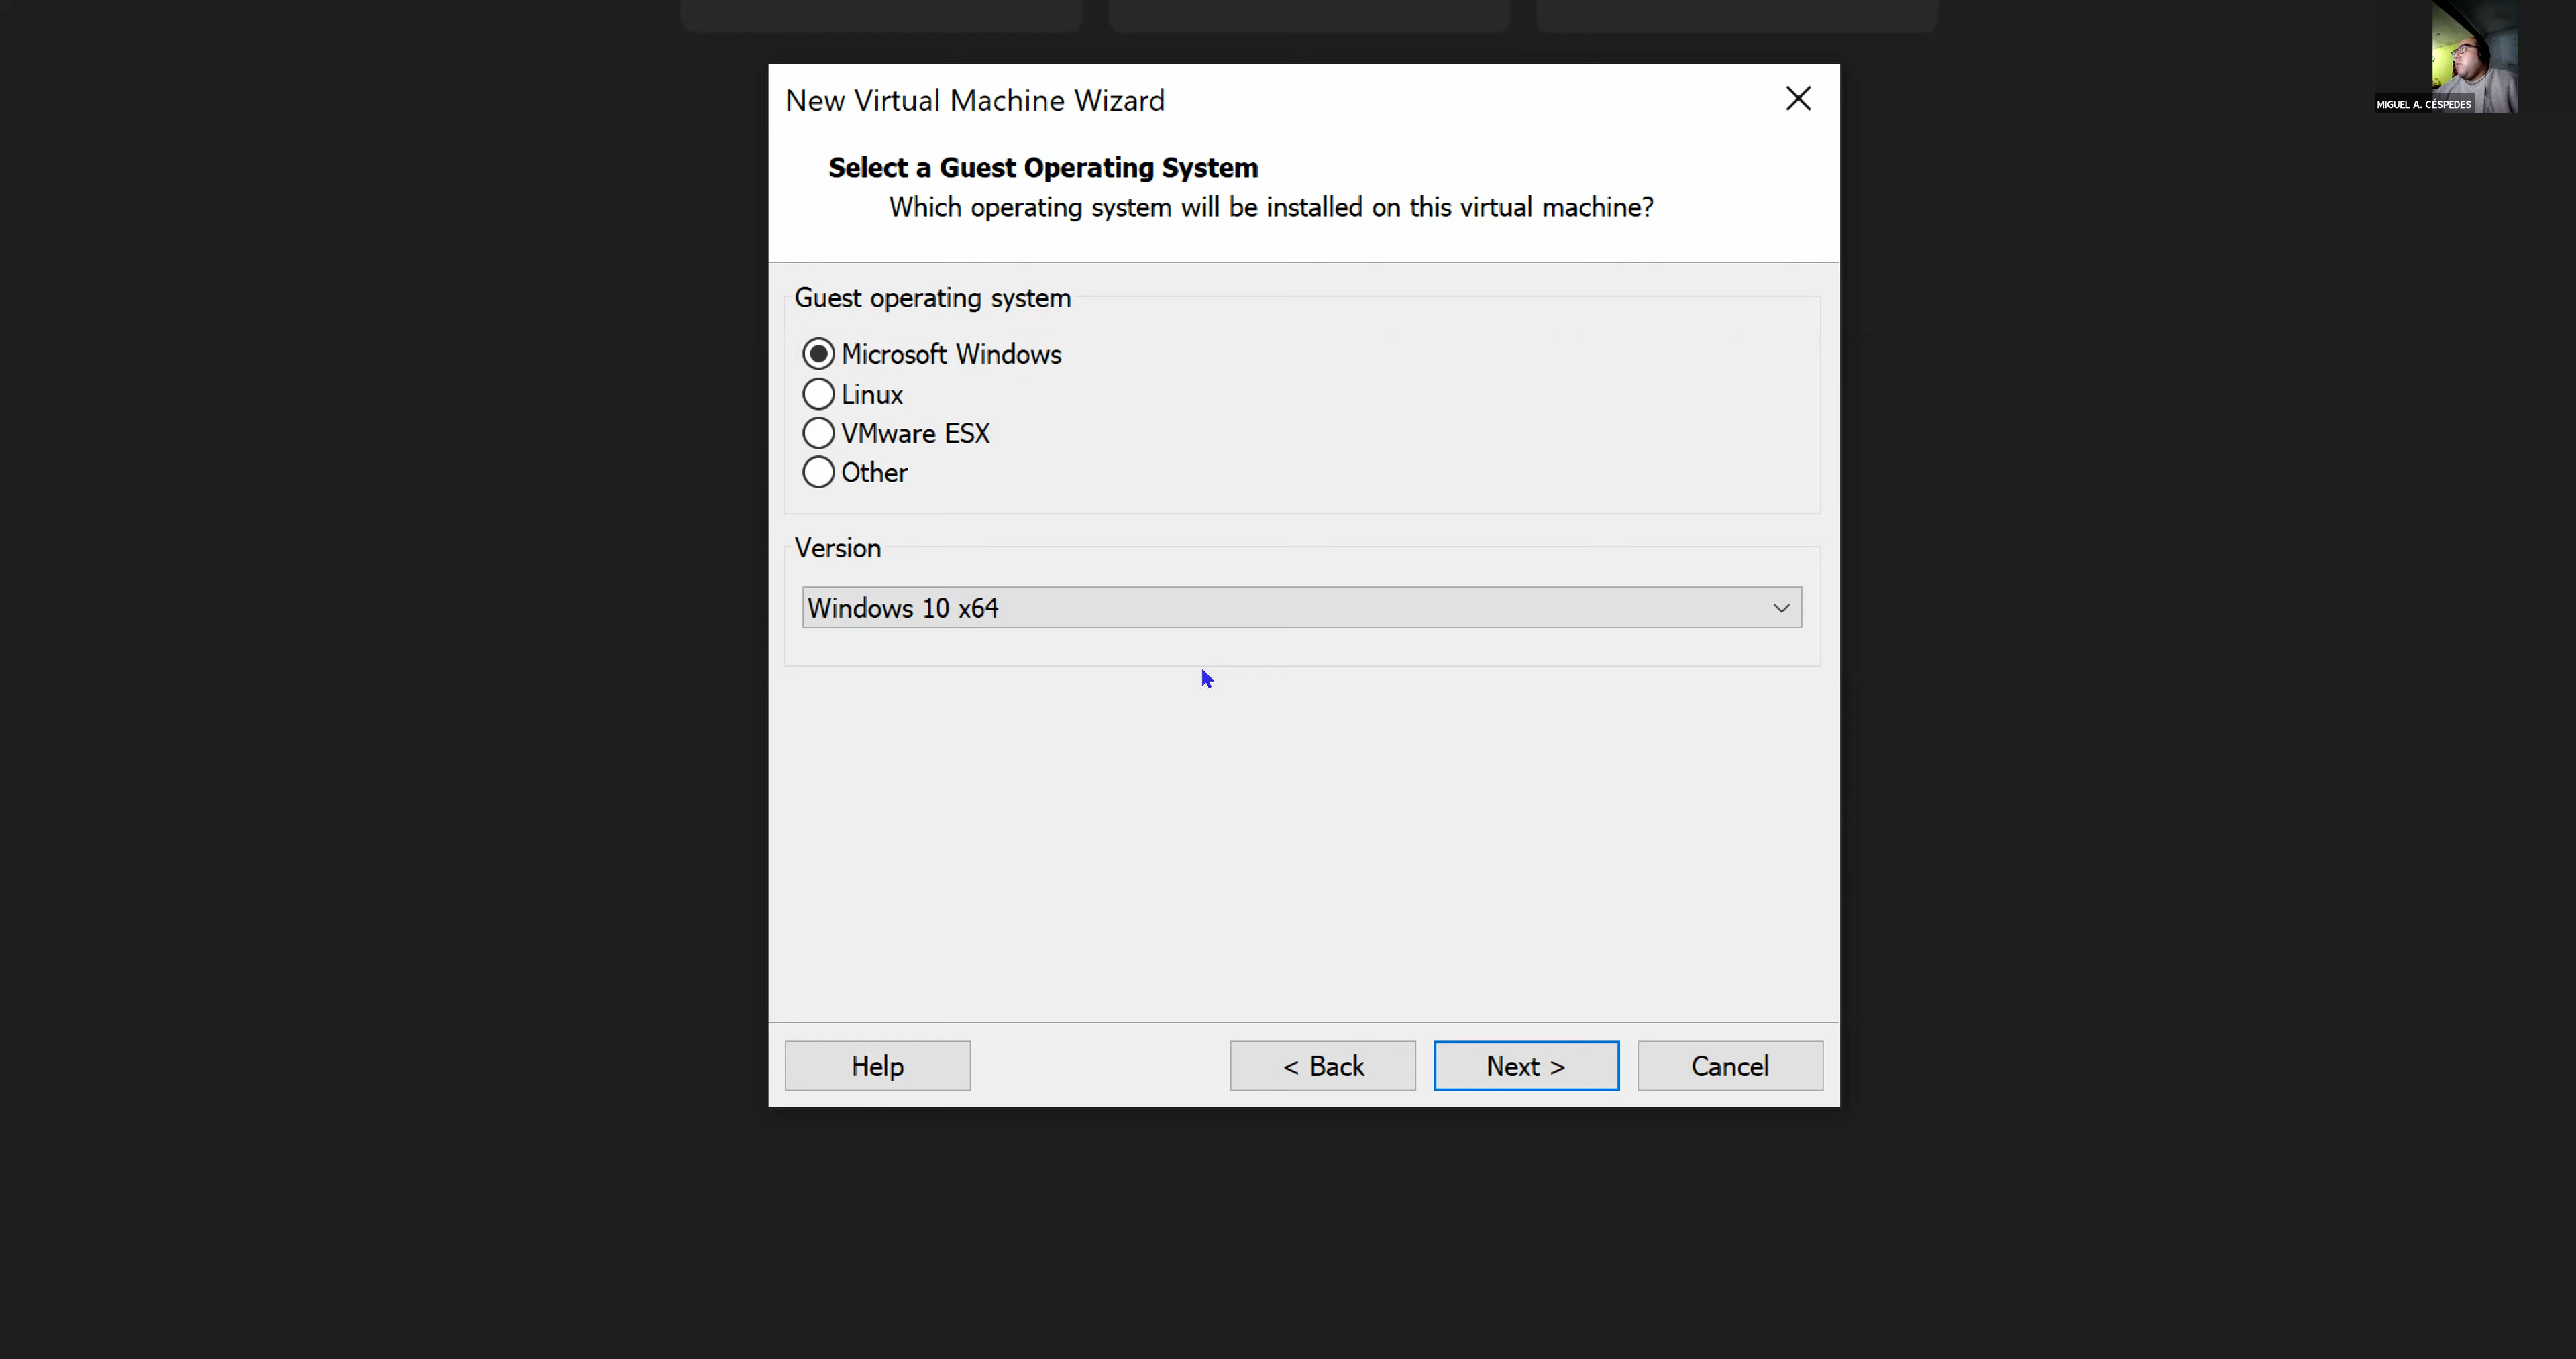 New Virtual Machine Wizard
MIGUEL A. CÉSPEDES
Select a Guest Operating System
Which operating system will be installed on this virtual machine?
Guest operating system
Microsoft Windows
Linux
VMware ESX
Other
Version
Windows 10 x64
Help
< Back
Next >
Cancel